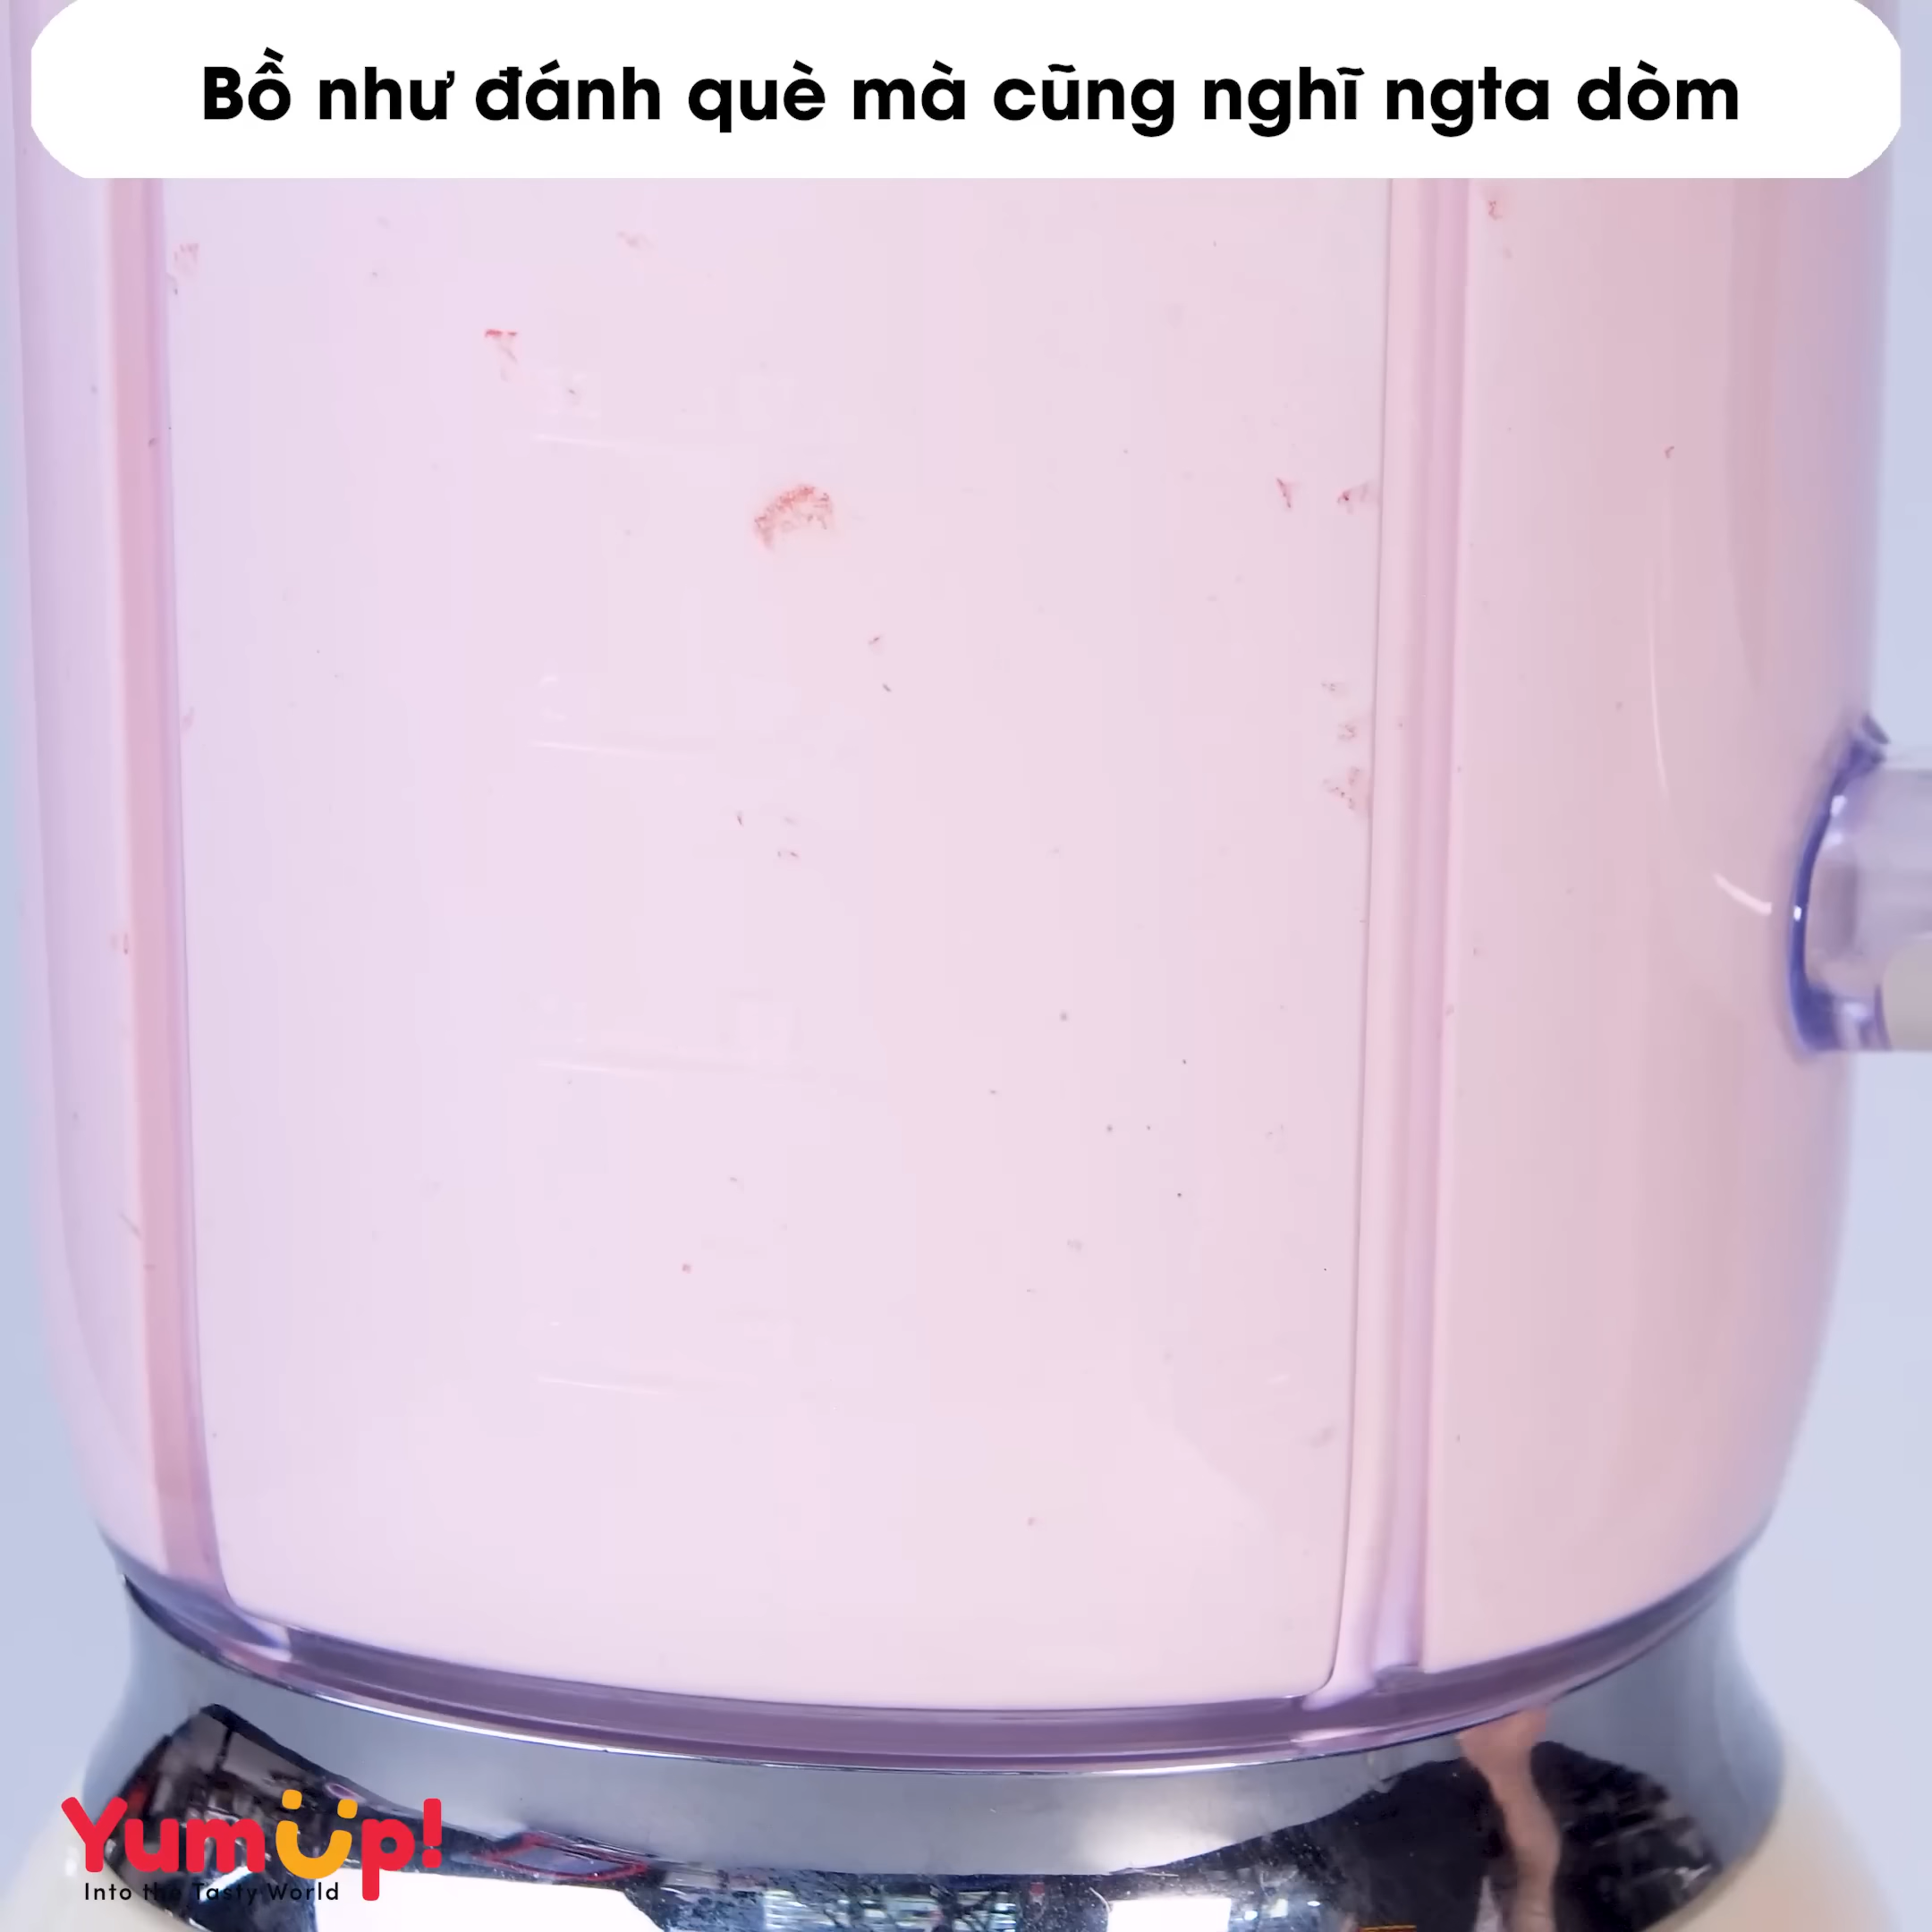 Bồ như đánh què mà cũng nghĩ ngta dòm
YumUp!
Into the Tasty World